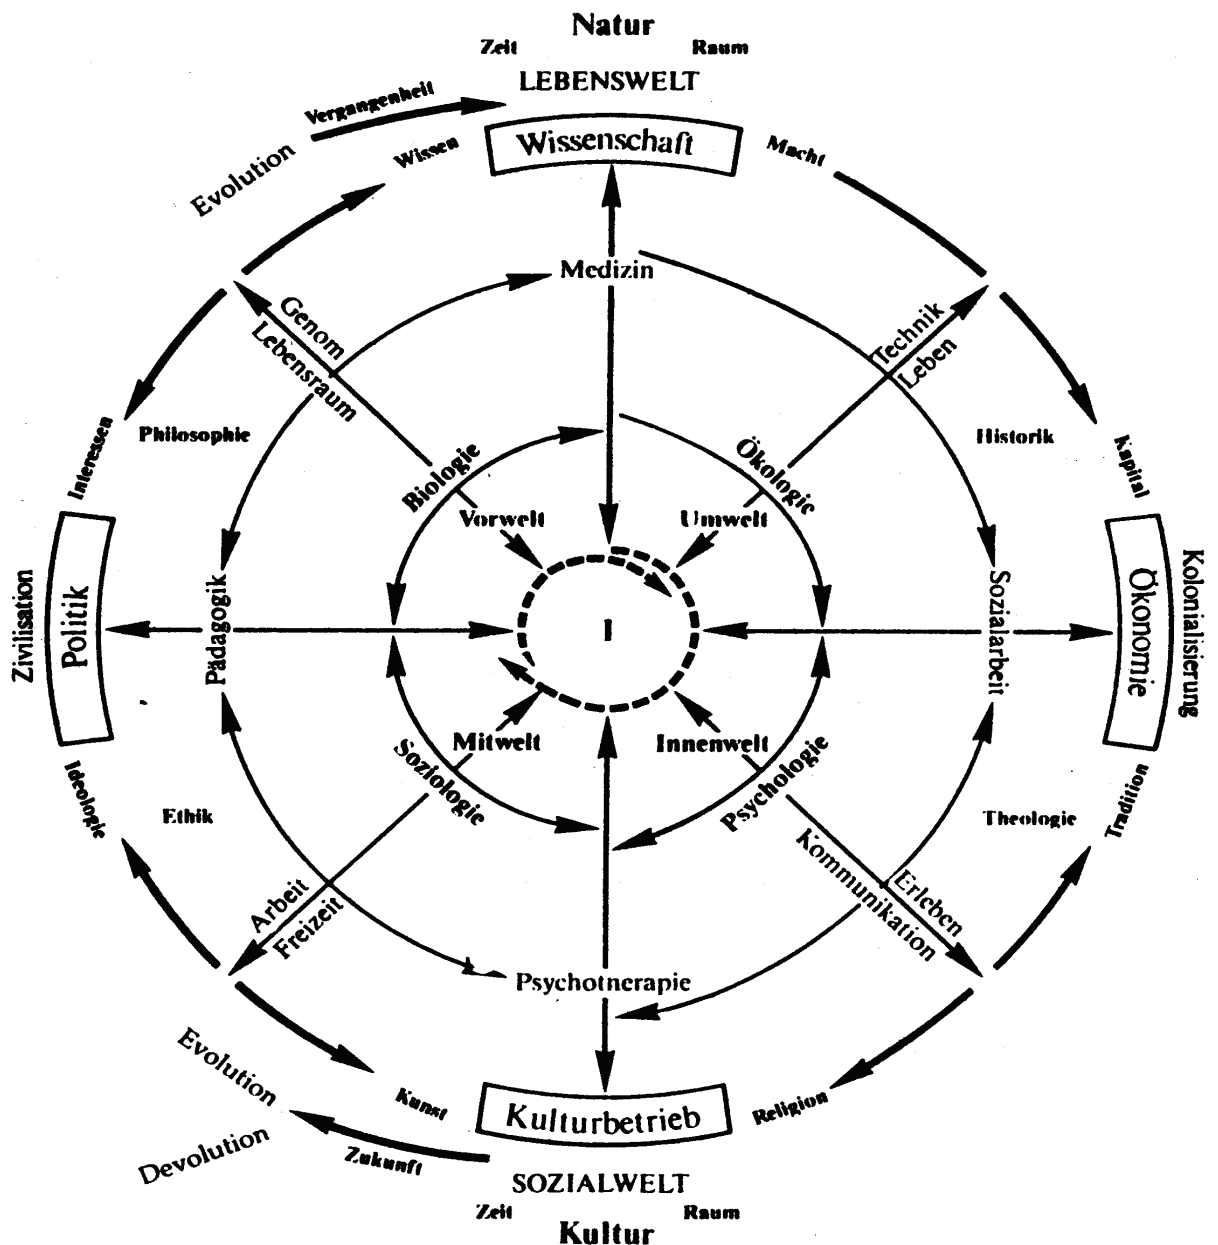 Natur
Zeit
Raum
LEBENSWELT
Vergangenheit
Evolution
Wissen
Wissenschaft
Macht
Medizin
Genom
Lebensraum
Technik
Leben
Interessen
Philosophie
Biologie
Ökologie
Historik
Kapital
Vorwelt
Umwelt
Zivilisation
Politik
Pädagogik
I
Sozialarbeit
Ökonomie
Kolonialisierung
Mitwelt
Innenwelt
Soziologie
Psychologie
Ideologie
Ethik
Theologie
Tradition
Arbeit
Freizeit
Kommunikation
Erleben
Psychotnerapie
Evolution
Devolution
Kunst
Zukunft
Kulturbetrieb
Religion
SOZIALWELT
Zeit
Raum
Kultur